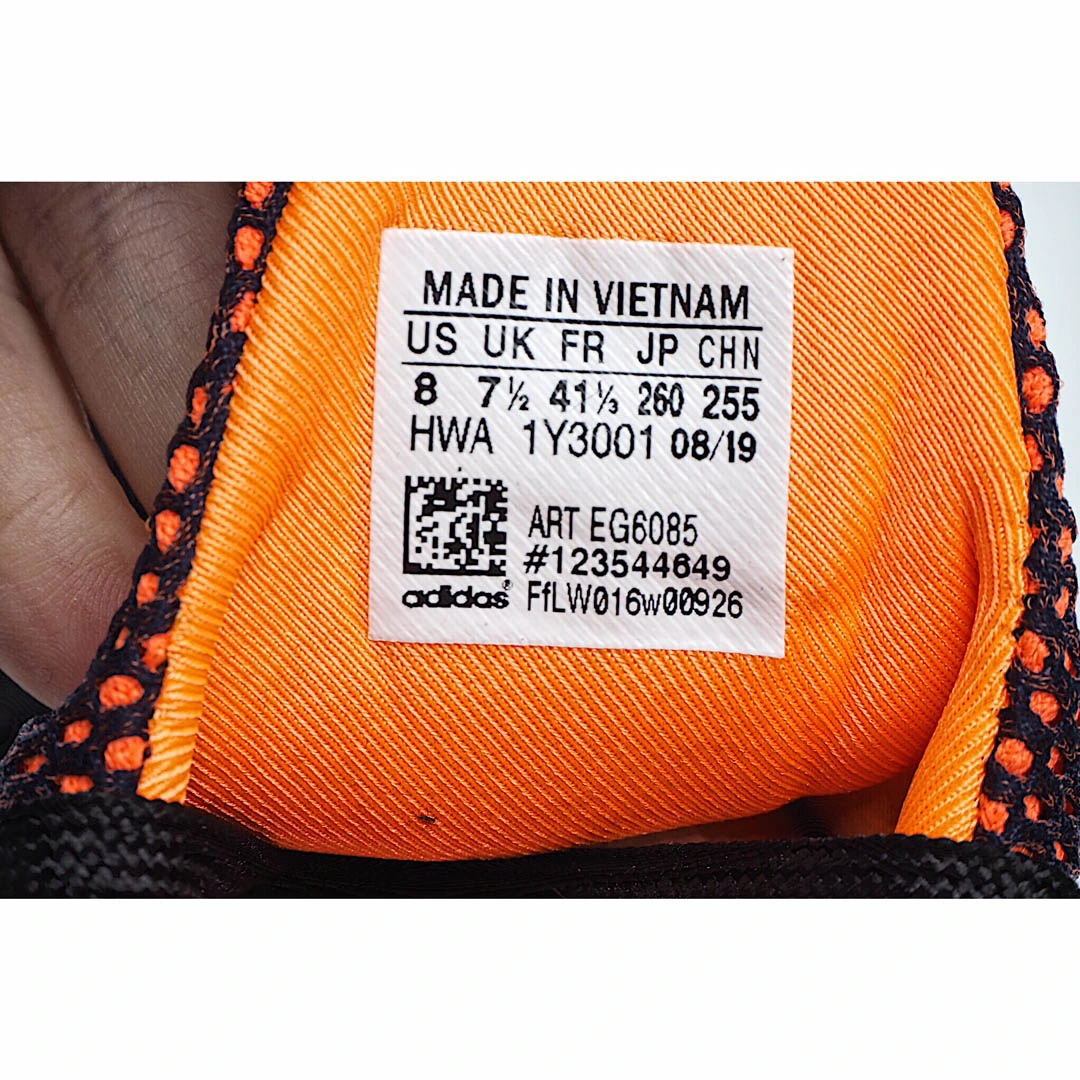 MADE IN VIETNAM
US UK FR JP CHN
8 7½ 41⅓ 260 255
HWA 1Y3001 08/19
ART EG6085
#123544649
adidas® FfLW016w00926